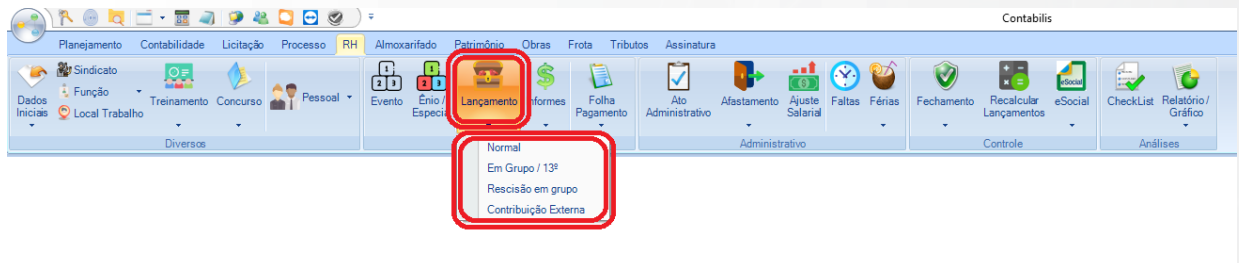 Contabilis
Planejamento Contabilidade Licitação Processo RH Almoxarifado Patrimônio Obras Frota Tributos Assinatura
Dados Iniciais
Sindicato
Função
Local Trabalho
Treinamento
Concurso
Pessoal
Diversos
Evento
Ênio / Especia
Lançamento
Informes
Folha Pagamento
Ato Administrativo
Afastamento
Ajuste Salarial
Faltas
Férias
Administrativo
Fechamento
Recalcular Lançamentos
eSocial
eSocial
Controle
CheckList
Relatório / Gráfico
Análises
Normal
Em Grupo / 13º
Rescisão em grupo
Contribuição Externa